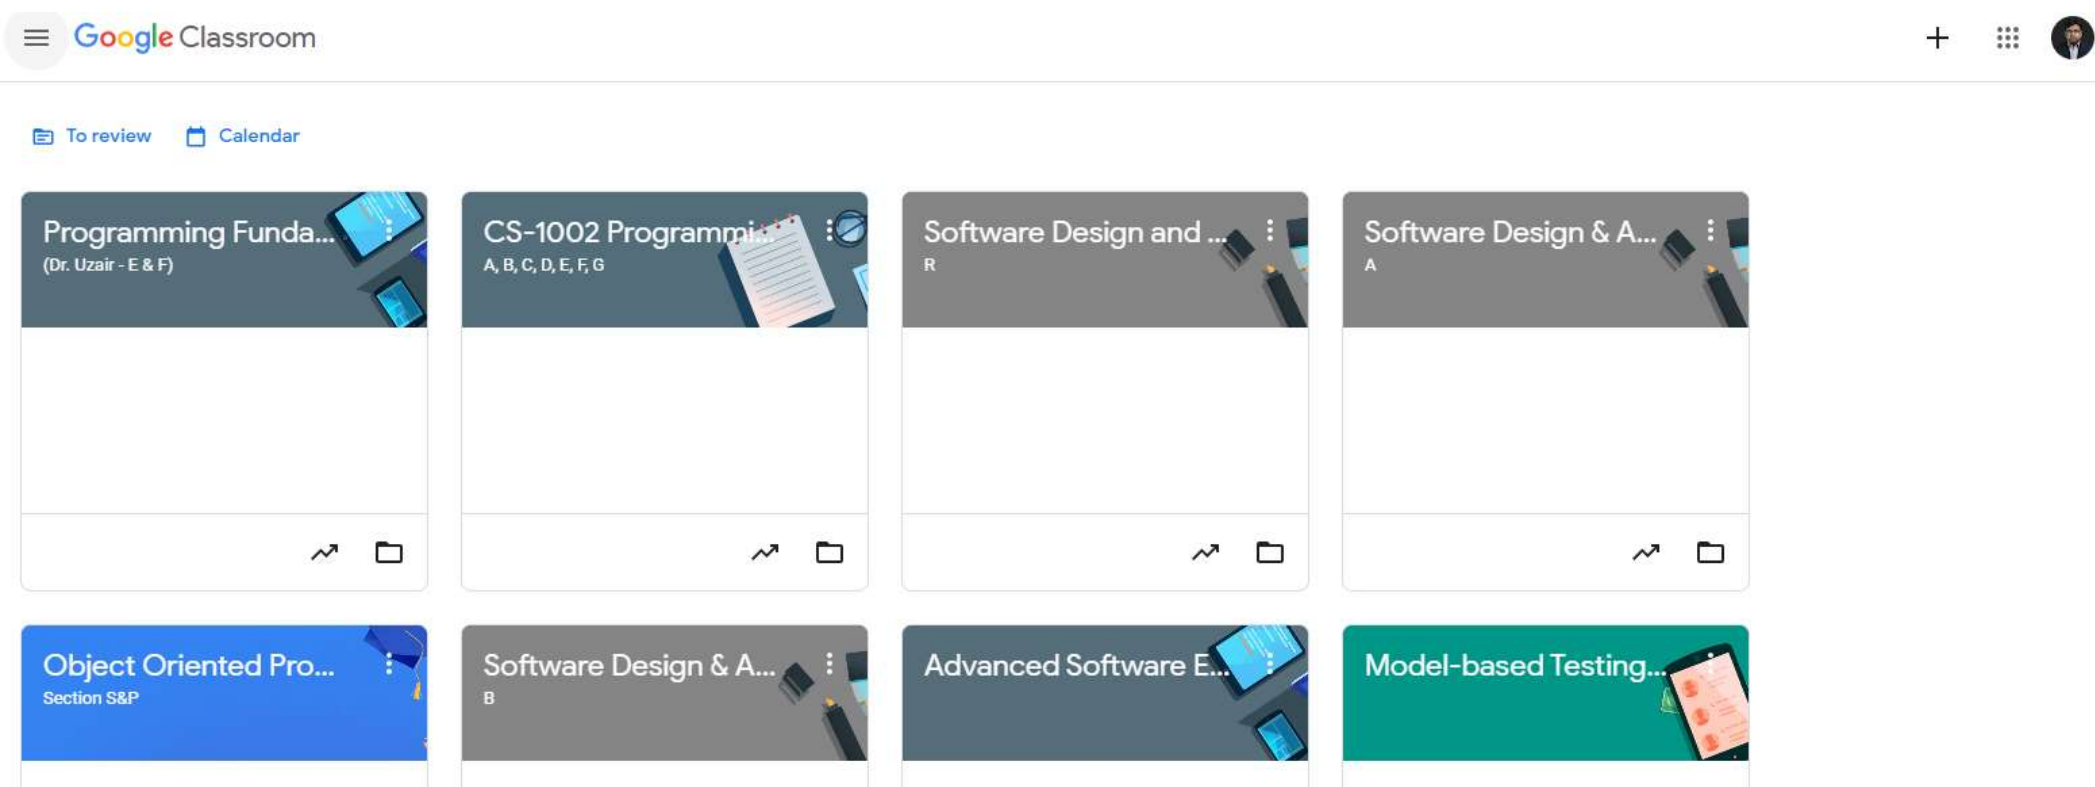 Google Classroom
To review
Calendar
Programming Funda...
(Dr. Uzair - E & F)
CS-1002 Programmi...
A, B, C, D, E, F, G
Software Design and ...
R
Software Design & A...
A
Object Oriented Pro...
Section S&P
Software Design & A...
B
Advanced Software E...
Model-based Testing...